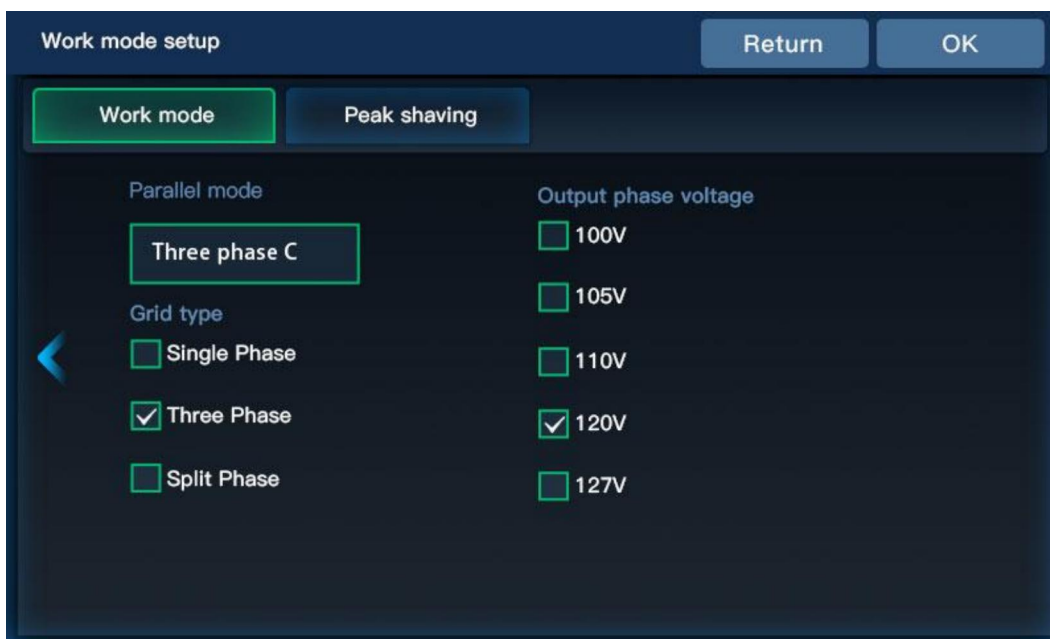 Work mode setup
Return
OK
Work mode
Peak shaving
Parallel mode
Three phase C
Grid type
Single Phase
Three Phase
Split Phase
Output phase voltage
100V
105V
110V
120V
127V